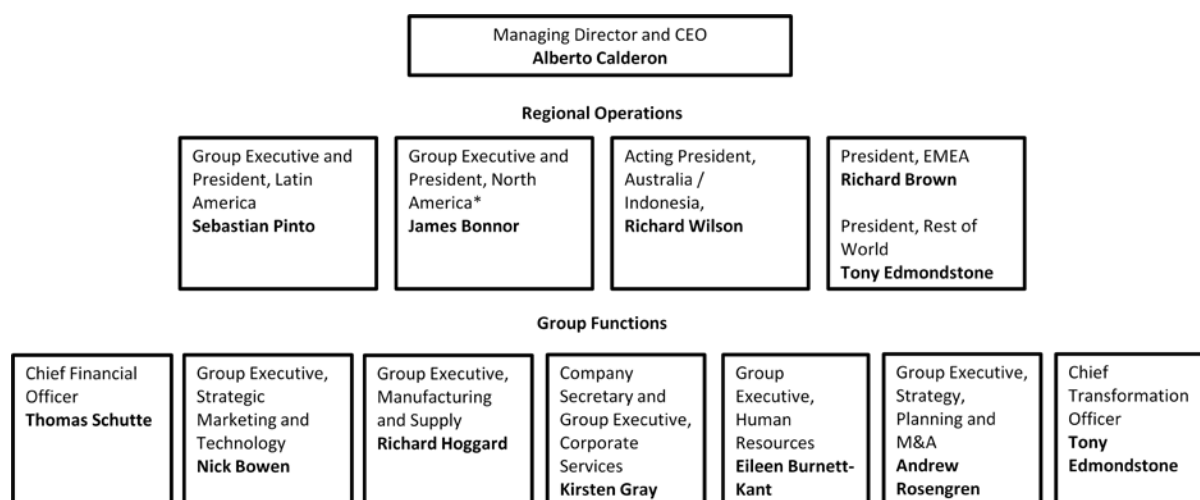 Managing Director and CEO
Alberto Calderon
Regional Operations
Group Executive and
President, Latin
America
Sebastian Pinto
Group Executive and
President, North
America*
James Bonnor
Acting President,
Australia /
Indonesia,
Richard Wilson
President, EMEA
Richard Brown
President, Rest of
World
Tony Edmondstone
Group Functions
Chief Financial
Officer
Thomas Schutte
Group Executive,
Strategic
Marketing and
Technology
Nick Bowen
Group Executive,
Manufacturing
and Supply
Richard Hoggard
Company
Secretary and
Group Executive,
Corporate
Services
Kirsten Gray
Group
Executive,
Human
Resources
Eileen Burnett-
Kant
Group Executive,
Strategy,
Planning and
M&A
Andrew
Rosengren
Chief
Transformation
Officer
Tony
Edmondstone